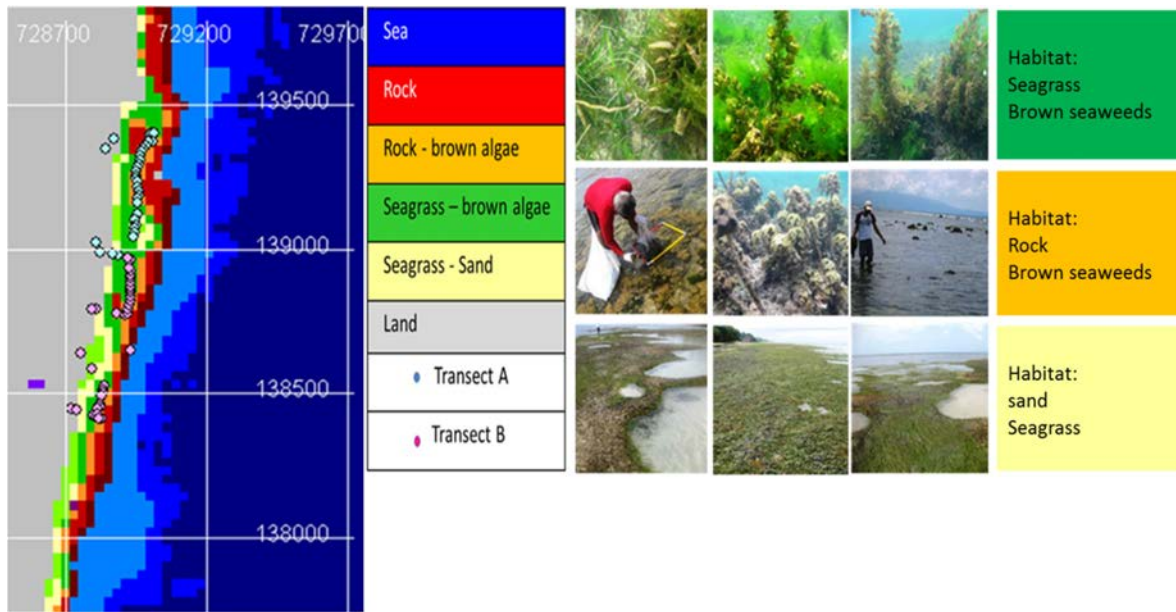 728700
729200
729700
139500
139000
138500
138000
Sea
Rock
Rock - brown algae
Seagrass – brown algae
Seagrass - Sand
Land
Transect A
Transect B
Habitat:
Seagrass
Brown seaweeds
Habitat:
Rock
Brown seaweeds
Habitat:
sand
Seagrass